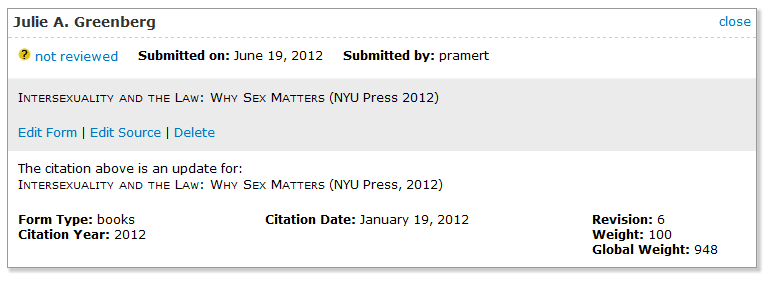 Julie A. Greenberg close
? not reviewed Submitted on: June 19, 2012 Submitted by: pramert
Intersexuality and the Law: Why Sex Matters (NYU Press 2012)
Edit Form | Edit Source | Delete
The citation above is an update for:
Intersexuality and the Law: Why Sex Matters (NYU Press, 2012)
Form Type: books Citation Date: January 19, 2012 Revision: 6
Citation Year: 2012 Weight: 100
Global Weight: 948